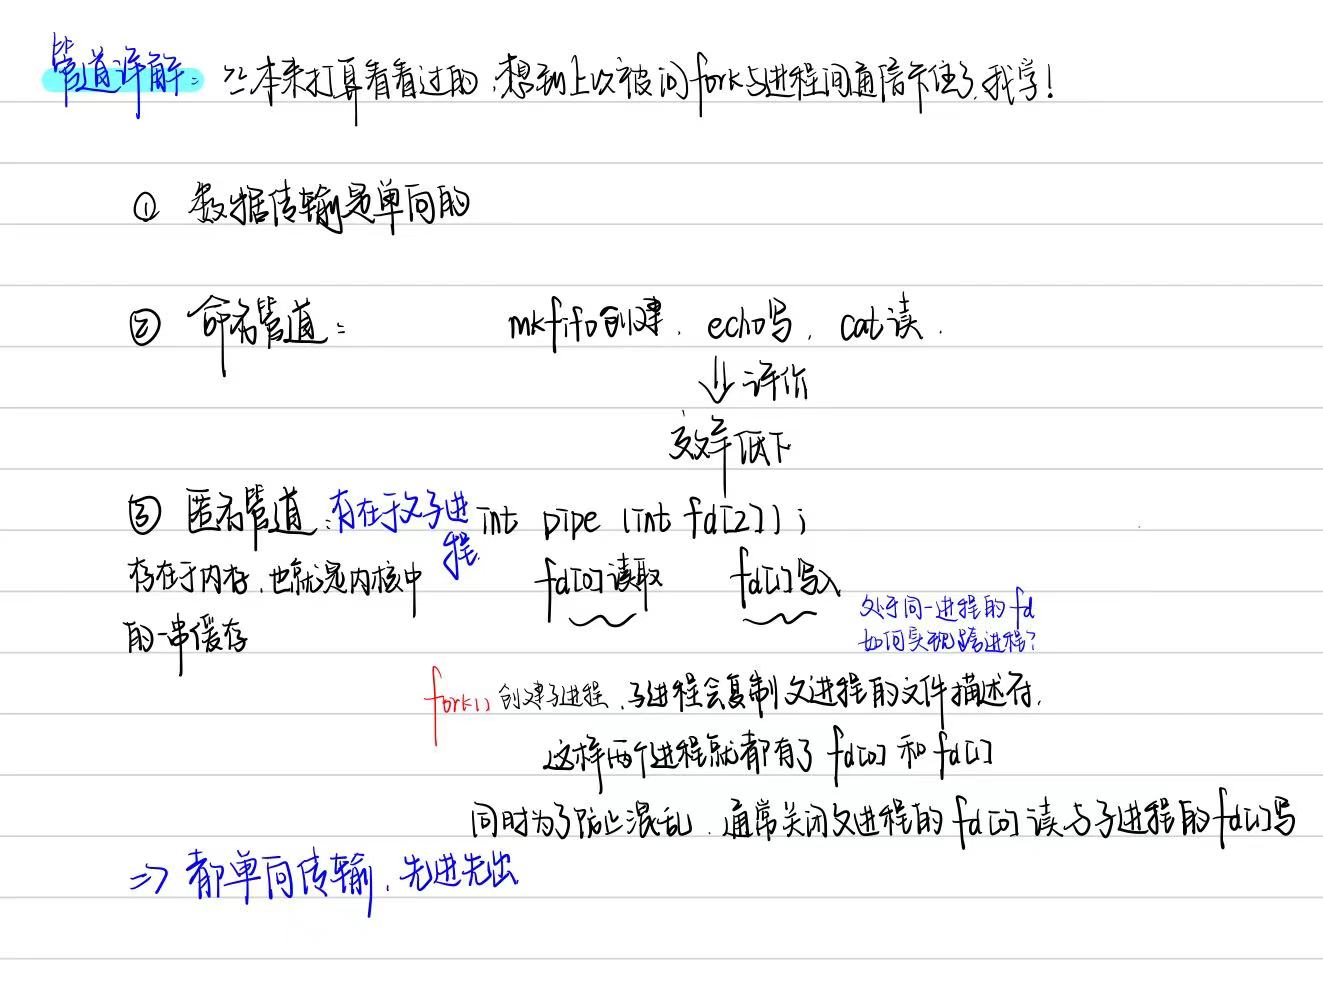 管道详解: 本来打算看看过的,想到上次被问fork与进程间通信卡住了,我学!
① 数据传输是单向的
② 命名管道: mkfifo创建, echo写, cat读.
⇓ 评价
效率低下
③ 匿名管道:存在于父子进程 int pipe (int fd[2]);
存在于内存,也就是内核中的一串缓存
fd[0]读取 fd[1]写入
处于同一进程的fd
如何实现跨进程?
fork() 创建子进程,子进程会复制父进程的文件描述符,
这样两个进程就都有了 fd[0] 和 fd[1]
同时为了防止混乱,通常关闭父进程的 fd[0] 读与子进程的 fd[1]写
=> 都单向传输,先进先出